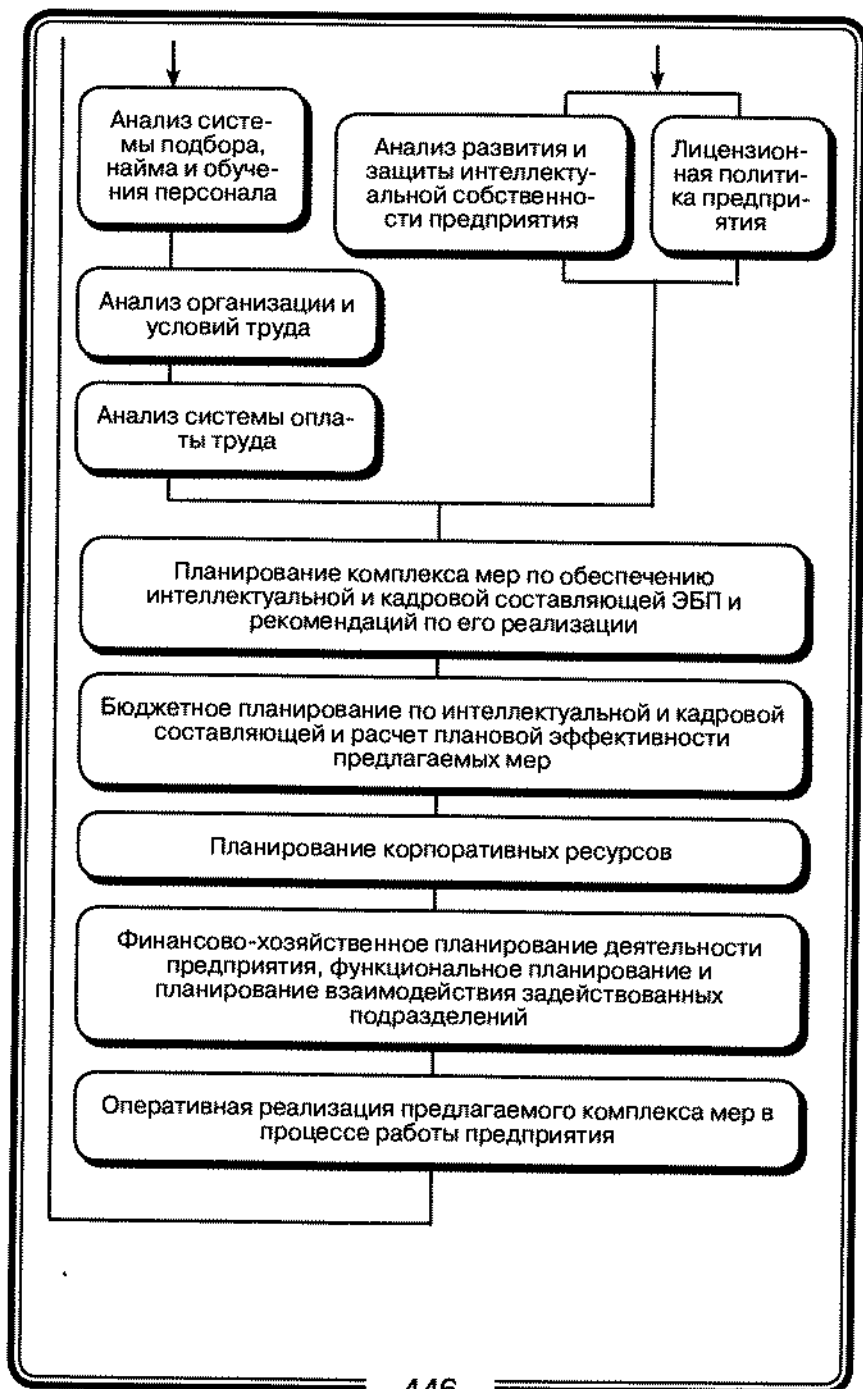 Анализ систе-
мы подбора,
найма и обуче-
ния персонала
Анализ развития и
защиты интеллекту-
альной собственно-
сти предприятия
Лицензион-
ная полити-
ка предпри-
ятия
Анализ организации и
условий труда
Анализ системы опла-
ты труда
Планирование комплекса мер по обеспечению
интеллектуальной и кадровой составляющей ЭБП и
рекомендаций по его реализации
Бюджетное планирование по интеллектуальной и кадровой
составляющей и расчет плановой эффективности
предлагаемых мер
Планирование корпоративных ресурсов
Финансово-хозяйственное планирование деятельности
предприятия, функциональное планирование и
планирование взаимодействия задействованных
подразделений
Оперативная реализация предлагаемого комплекса мер в
процессе работы предприятия
446